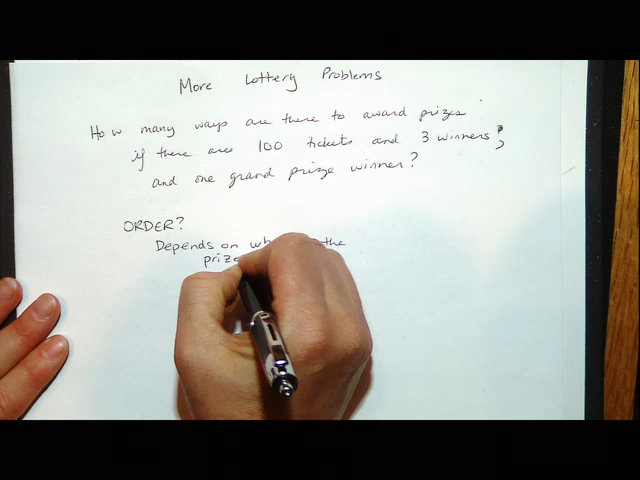 More Lottery Problems
How many ways are there to award prizes
if there are 100 tickets and 3 winners,
and one grand prize winner?
ORDER?
Depends on the
prize